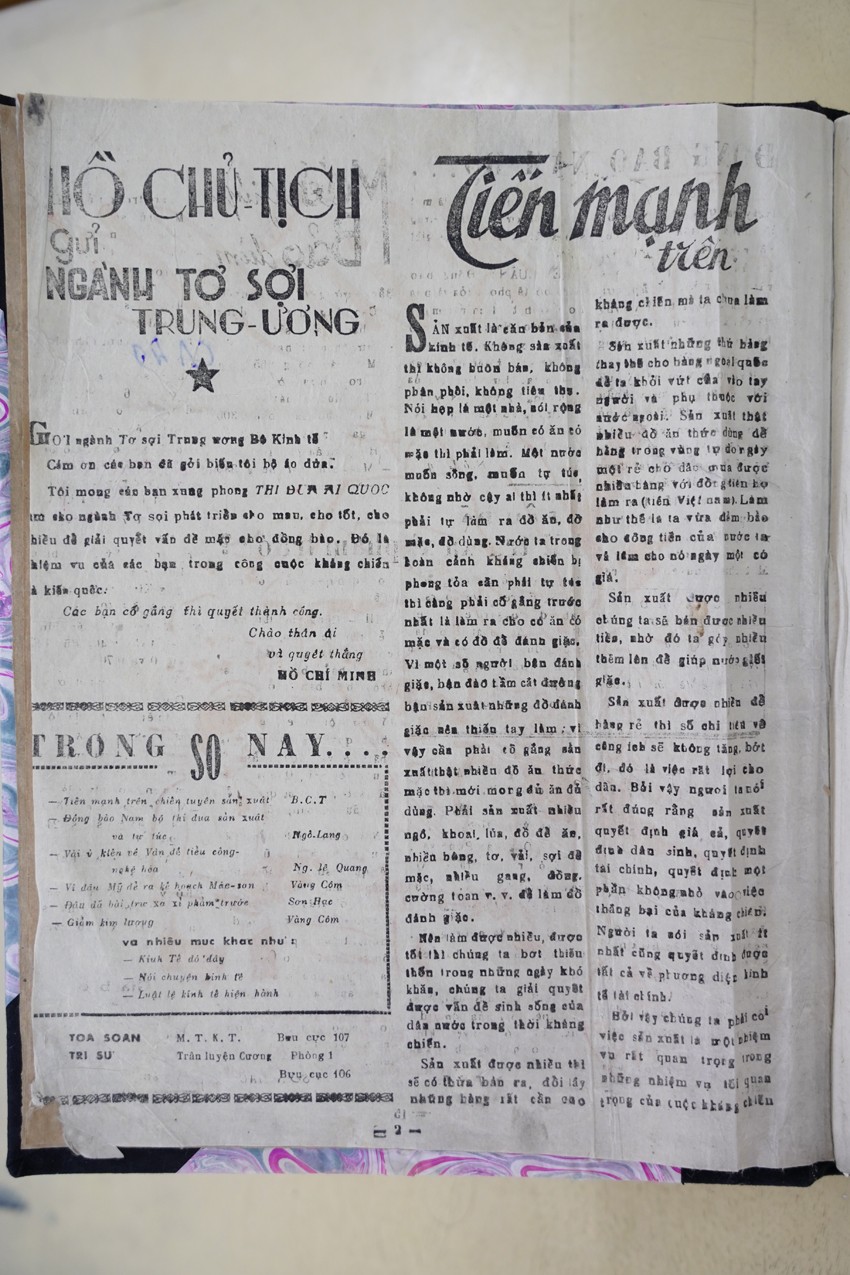 HỒ CHỦ-TỊCH
gửi
NGÀNH TƠ SỢI
TRUNG-ƯƠNG
GỞI ngành Tơ sợi Trung ương Bộ Kinh tế
Cảm ơn các bạn đã gởi biếu tôi bộ áo dứa.
Tôi mong các bạn xung phong THI ĐUA ÁI QUỐC
cho ngành Tơ sợi phát triển cho mau, cho tốt, cho
hiều để giải quyết vấn đề mặc cho đồng bào. Đó là
hiệm vụ của các bạn trong công cuộc kháng chiến
à kiến quốc.
Các bạn cố gắng thì quyết thành công.
Chào thân ái
và quyết thắng
HỒ CHÍ MINH
TRONG SỐ NÀY....
— Tiến mạnh trên chiến tuyến sản xuất B.C.T
— Đồng bào Nam bộ thi đua sản xuất
và tự túc Ngô-Lang
— Vài ý kiến về Vấn đề tiểu công-
nghệ hóa Ng. lệ Quang
— Vì đâu Mỹ đề ra kế hoạch Mác-son Vàng Cóm
— Đậu đã bài trừ xa xỉ phẩm trước Sơn Học
— Giềm kim lượng Vàng Cóm
và nhiều mục khác như :
— Kinh Tế đó đây
— Nói chuyện kinh tế
— Luật lệ kinh tế hiện hành
TÒA SOẠN M. T. K. T. Bưu cực 107
TRỊ SỰ Trần luyện Cương Phòng 1
Bưu cục 106
Tiến mạnh
trên
SẢN xuất là căn bản của
kinh tế. Không sản xuất
thì không buôn bán, không
phân phối, không tiêu thụ.
Nói hẹp là một nhà, nói rộng
là một nước, muốn có ăn có
mặc thì phải làm. Một nước
muốn sống, muốn tự túc,
không nhờ cậy ai thì ít nhất
phải tự làm ra đồ ăn, đồ
mặc, đồ dùng. Nước ta trong
hoàn cảnh kháng chiến bị
phong tỏa cần phải tự túc
thì càng phải cố gắng trước
nhất là làm ra cho có ăn có
mặc và có đồ để đánh giặc.
Vì một số người bận đánh
giặc, bận đào hầm cắt đường
bận sản xuất những đồ đánh
giặc nên thiếu tay làm ; vì
vậy cần phải cố gắng sản
xuất thật nhiều đồ ăn thức
mặc thì mới mong đủ ăn đủ
dùng. Phải sản xuất nhiều
ngô, khoai, lúa, đồ để ăn,
nhiều bông, tơ, vải, sợi để
mặc, nhiều gang, đồng,
cường toan v. v. để làm đồ
đánh giặc.
Nên làm được nhiều, được
tốt thì chúng ta bớt thiếu
thốn trong những ngày khó
khăn, chúng ta giải quyết
được vấn đề sinh sống của
dân nước trong thời kháng
chiến.
Sản xuất được nhiều thì
sẽ có thừa bán ra, đổi lấy
những hàng rất cần cao
kháng chiến mà ta chưa làm
ra được.
Sản xuất những thứ hàng
thay thế cho hàng ngoại quốc
để ta khỏi vứt của vào tay
người và phụ thuộc với
nước ngoài. Sản xuất thật
nhiều đồ ăn thức dùng để
hàng trong vùng tự do ngày
một rẻ cho dân mua được
nhiều hàng với đồng tiền họ
làm ra (tiền Việt nam). Làm
như thế là ta vừa đảm bảo
cho đồng tiền của nước ta
và làm cho nó ngày một có
giá.
Sản xuất được nhiều
chúng ta sẽ bán được nhiều
tiền, nhờ đó ta góp nhiều
thêm lên để giúp nước giết
giặc.
Sản xuất được nhiều để
hàng rẻ thì số chi tiêu về
công ích sẽ không tăng, bớt
đi, đó là việc rất lợi cho
dân. Bởi vậy người ta nói
rất đúng rằng sản xuất
quyết định giá cả, quyết
định dân sinh, quyết định
tài chính, quyết định một
phần không nhỏ vào việc
thắng bại của kháng chiến.
Người ta nói sản xuất ít
nhất cũng quyết định được
tất cả về phương diện kinh
tế tài chính.
Bởi vậy chúng ta phải coi
việc sản xuất là một nhiệm
vụ rất quan trọng trong
những nhiệm vụ tối quan
trọng của cuộc kháng chiến
— 2 —